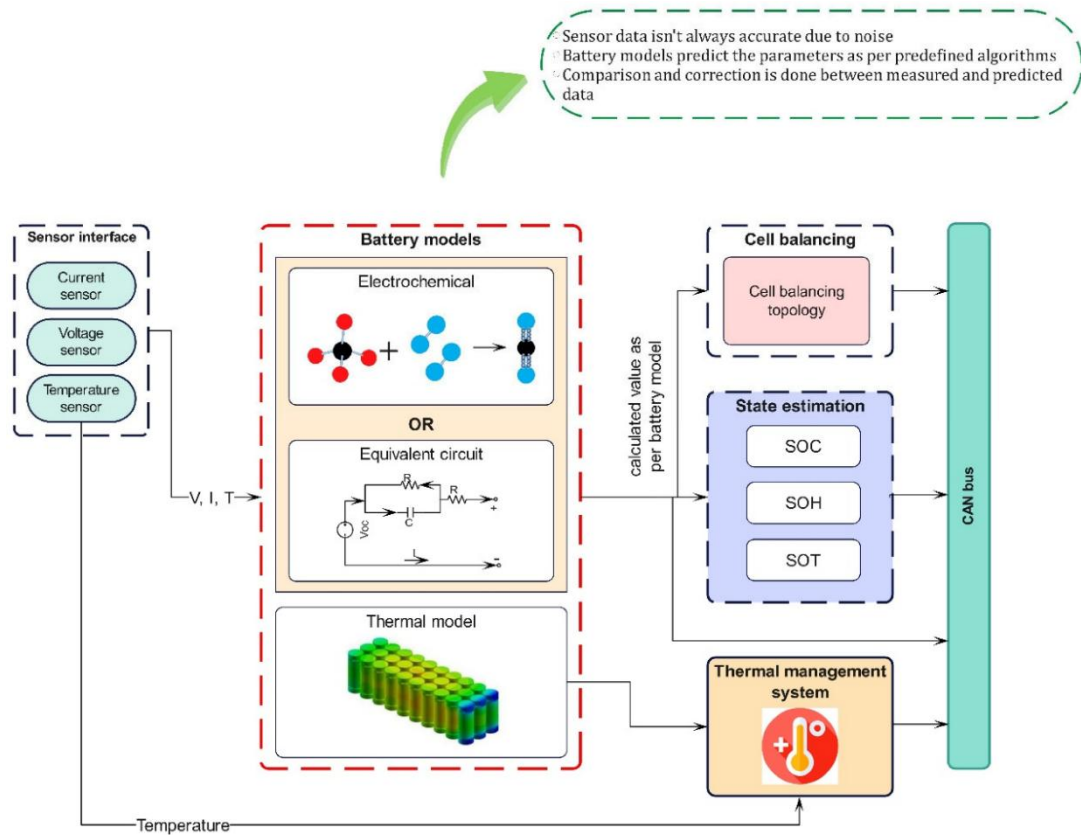 Sensor data isn't always accurate due to noise
Battery models predict the parameters as per predefined algorithms
Comparison and correction is done between measured and predicted
data
Sensor interface
Current
sensor
Voltage
sensor
Temperature
sensor
V, I, T
Temperature
Battery models
Electrochemical
OR
Equivalent circuit
R
R
C
Voc
I
+
-
Thermal model
calculated value as
per battery model
Cell balancing
Cell balancing
topology
State estimation
SOC
SOH
SOT
Thermal management
system
CAN bus